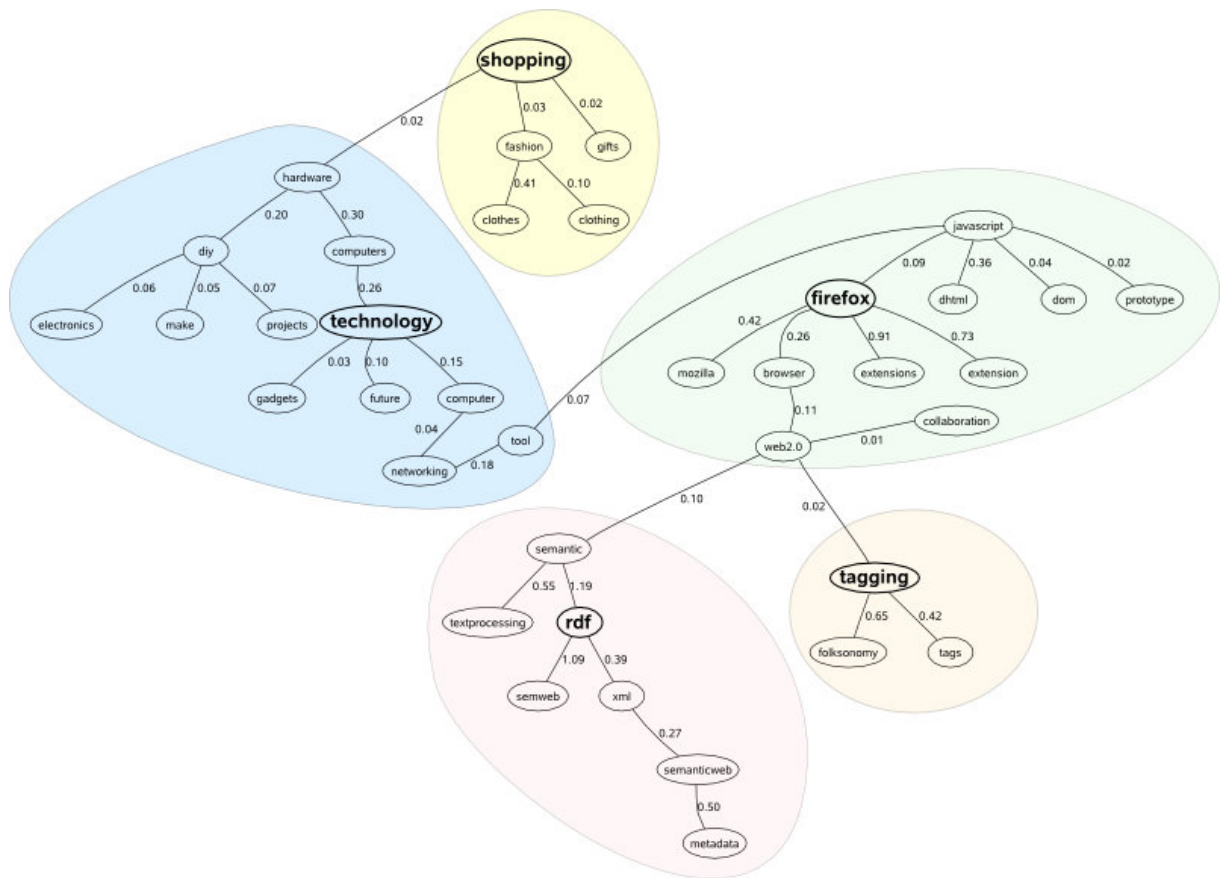 shopping
0.03
0.02
0.02
fashion
gifts
hardware
0.41
0.10
0.20
0.30
clothes
clothing
javascript
diy
computers
0.09
0.36
0.04
0.02
0.06
0.05
0.07
0.26
firefox
dhtml
dom
prototype
electronics
make
projects
technology
0.42
0.26
0.91
0.73
0.03
0.10
0.15
mozilla
browser
extensions
extension
gadgets
future
computer
0.07
0.11
collaboration
0.04
tool
0.01
web2.0
networking
0.18
0.10
0.02
semantic
tagging
0.55
1.19
0.65
0.42
textprocessing
rdf
folksonomy
tags
1.09
0.39
semweb
xml
0.27
semanticweb
0.50
metadata